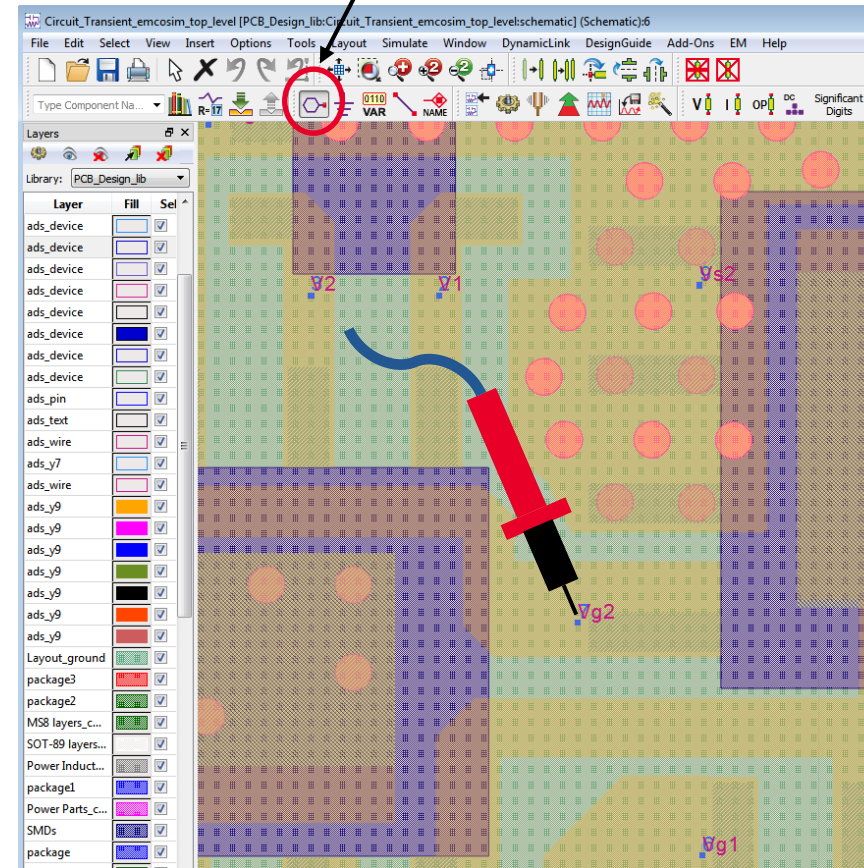 Circuit_Transient_emcosim_top_level [PCB_Design_lib:Circuit_Transient_emcosim_top_level:schematic] (Schematic):6
File Edit Select View Insert Options Tools Layout Simulate Window DynamicLink DesignGuide Add-Ons EM Help
Type Component Na... R=17 0110 VAR NAME V I OP DC Significant Digits
Layers
Library: PCB_Design_lib
Layer Fill Sel
ads_device
ads_device
ads_device
ads_device
ads_device
ads_device
ads_device
ads_device
ads_pin
ads_text
ads_wire
ads_y7
ads_wire
ads_y9
ads_y9
ads_y9
ads_y9
ads_y9
ads_y9
ads_y9
Layout_ground
package3
package2
MS8 layers_c...
SOT-89 layers...
Power Induct...
package1
Power Parts_c...
SMDs
package
Vs2
V2 V1
Vg2
Vg1